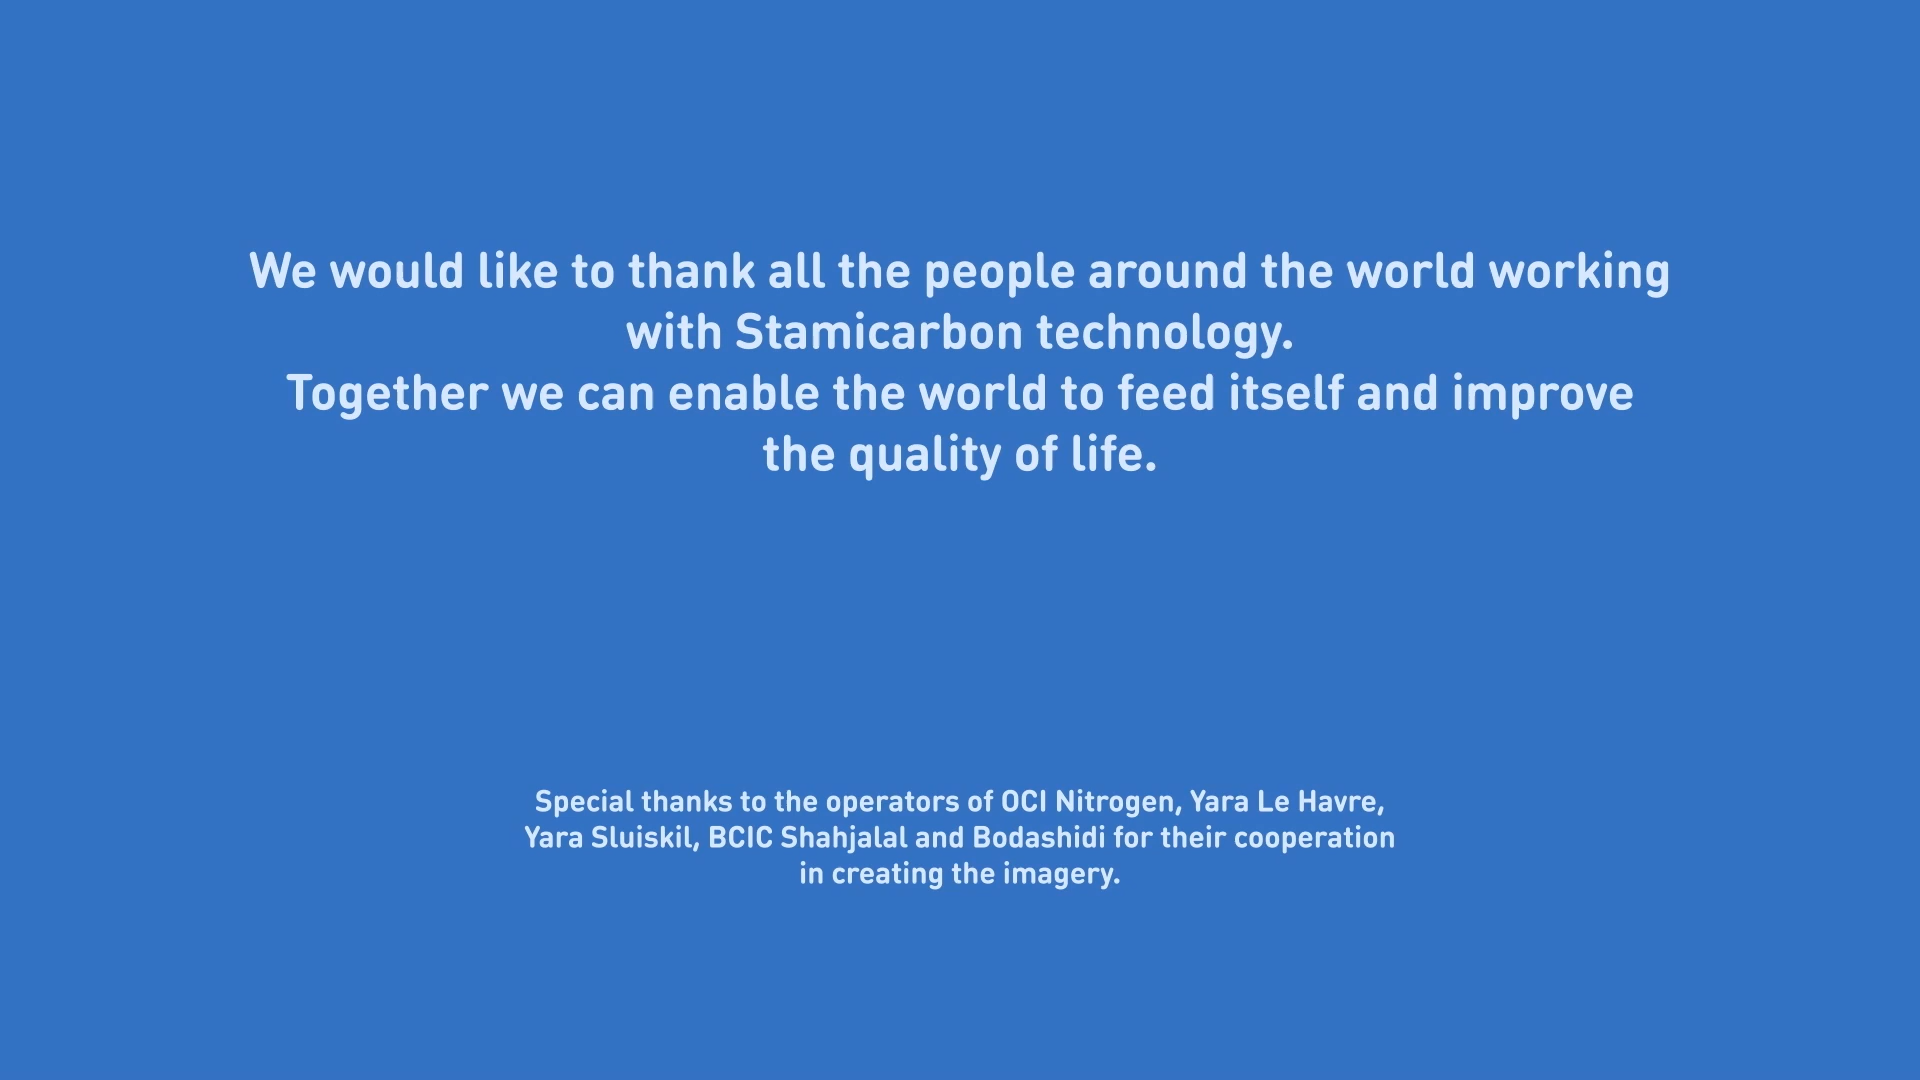 We would like to thank all the people around the world working
with Stamicarbon technology.
Together we can enable the world to feed itself and improve
the quality of life.
Special thanks to the operators of OCI Nitrogen, Yara Le Havre,
Yara Sluiskil, BCIC Shahjalal and Bodashidi for their cooperation
in creating the imagery.